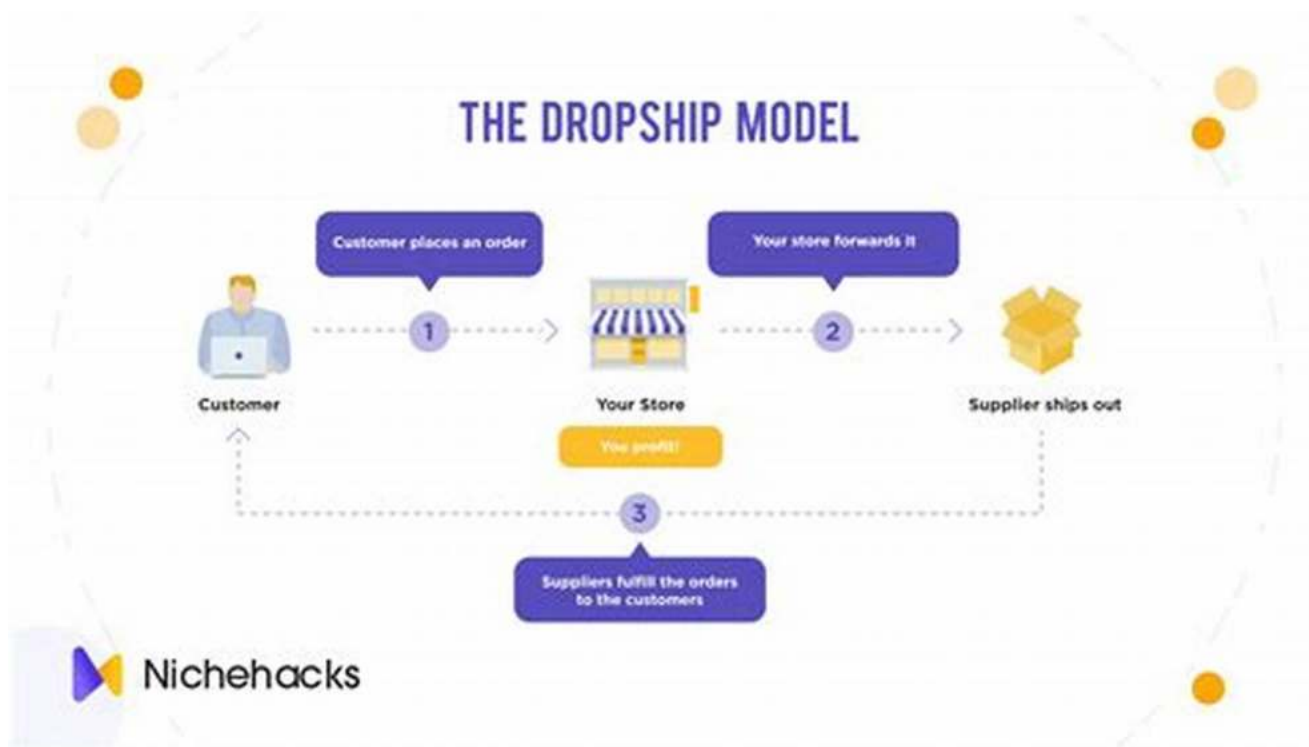 THE DROPSHIP MODEL
Customer places an order
Your store forwards it
1
2
Customer
Your Store
Supplier ships out
You profit!
3
Suppliers fulfill the orders
to the customers
Nichehacks